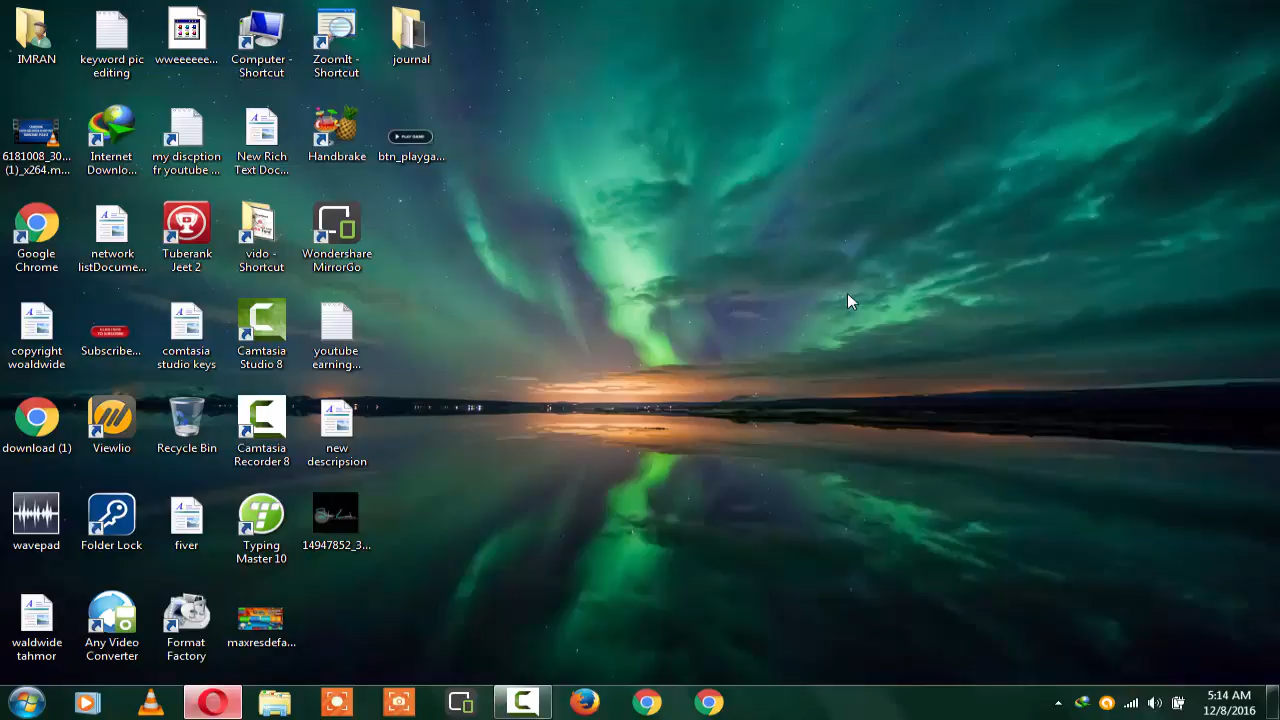 IMRAN
keyword pic
editing
wweeeeee...
Computer -
Shortcut
ZoomIt -
Shortcut
journal
6181008_30...
(1)_x264.m...
Internet
Downlo...
my discption
fr youtube ...
New Rich
Text Doc...
Handbrake
PLAY GAME
btn_playga...
Google
Chrome
network
listDocume...
Tuberank
Jeet 2
vido -
Shortcut
Wondershare
MirrorGo
copyright
woaldwide
Subscribe...
comtasia
studio keys
Camtasia
Studio 8
youtube
earning...
download (1)
Viewlio
Recycle Bin
Camtasia
Recorder 8
new
descripsion
wavepad
Folder Lock
fiver
Typing
Master 10
14947852_3...
waldwide
tahmor
Any Video
Converter
Format
Factory
maxresdefa...
5:14 AM
12/8/2016